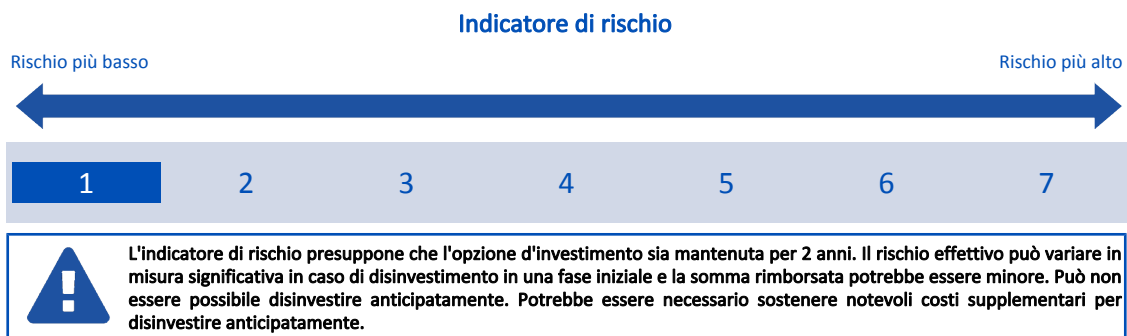 Indicatore di rischio
Rischio più basso Rischio più alto
1 2 3 4 5 6 7
L'indicatore di rischio presuppone che l'opzione d'investimento sia mantenuta per 2 anni. Il rischio effettivo può variare in
misura significativa in caso di disinvestimento in una fase iniziale e la somma rimborsata potrebbe essere minore. Può non
essere possibile disinvestire anticipatamente. Potrebbe essere necessario sostenere notevoli costi supplementari per
disinvestire anticipatamente.